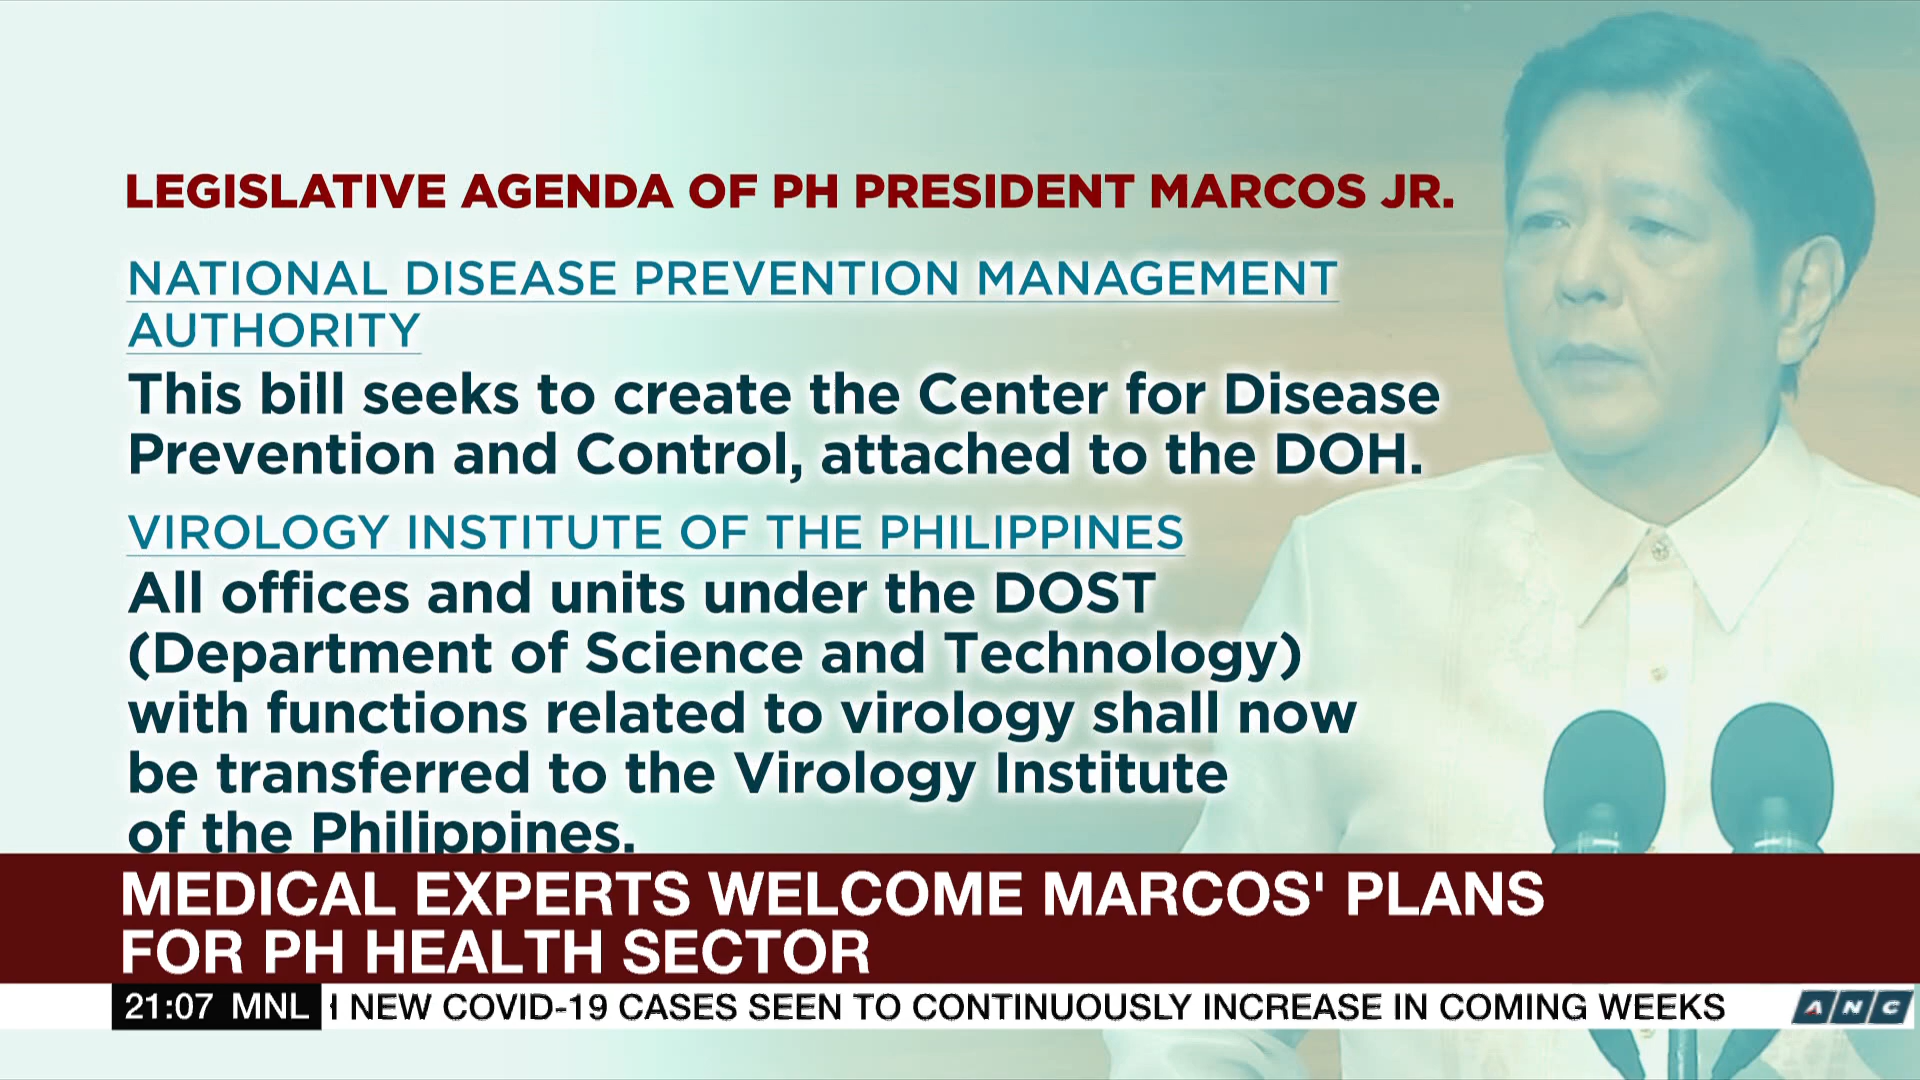 LEGISLATIVE AGENDA OF PH PRESIDENT MARCOS JR.
NATIONAL DISEASE PREVENTION MANAGEMENT
AUTHORITY
This bill seeks to create the Center for Disease
Prevention and Control, attached to the DOH.
VIROLOGY INSTITUTE OF THE PHILIPPINES
All offices and units under the DOST
(Department of Science and Technology)
with functions related to virology shall now
be transferred to the Virology Institute
of the Philippines.
MEDICAL EXPERTS WELCOME MARCOS' PLANS
FOR PH HEALTH SECTOR
21:07 MNL NEW COVID-19 CASES SEEN TO CONTINUOUSLY INCREASE IN COMING WEEKS
ANC